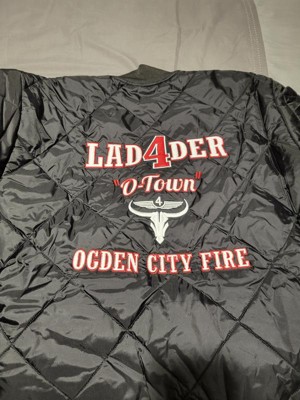 LAD4DER
"O-Town"
4
OGDEN CITY FIRE